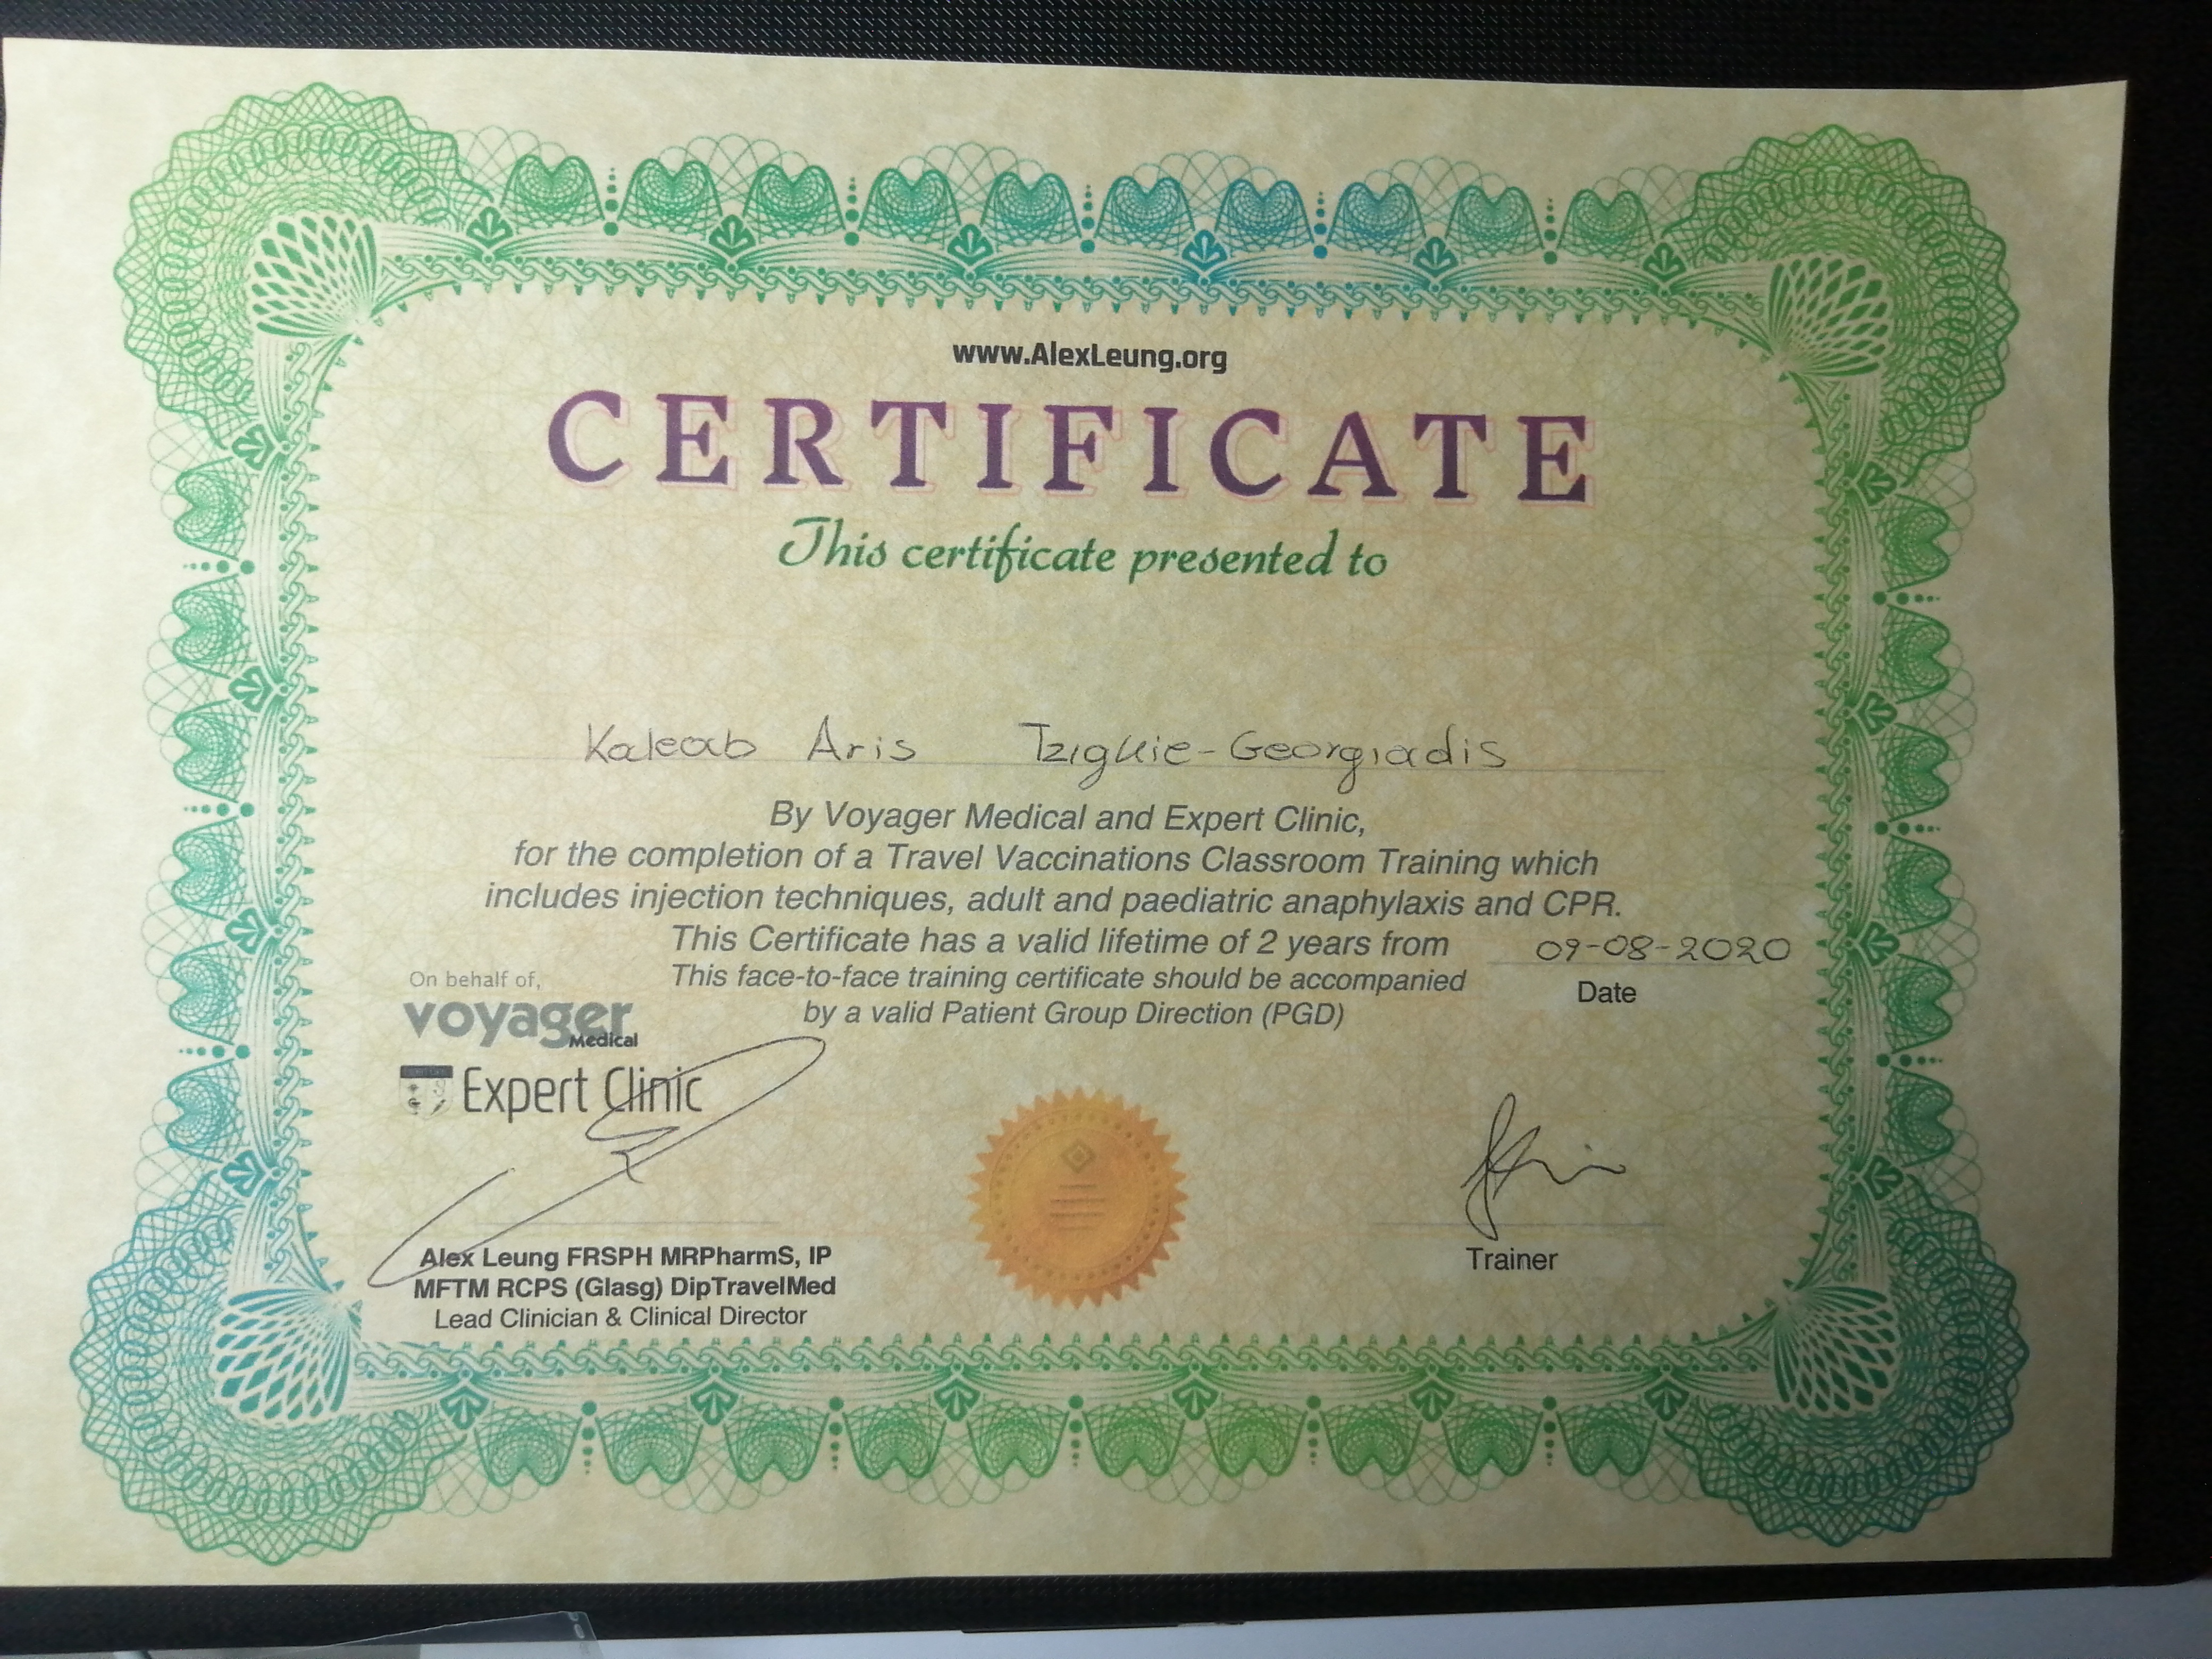 www.AlexLeung.org
CERTIFICATE
This certificate presented to
Kaleab Aris Tzigkie-Georgiadis
By Voyager Medical and Expert Clinic,
for the completion of a Travel Vaccinations Classroom Training which
includes injection techniques, adult and paediatric anaphylaxis and CPR.
This Certificate has a valid lifetime of 2 years from 09-08-2020
Date
This face-to-face training certificate should be accompanied
by a valid Patient Group Direction (PGD)
On behalf of,
voyager
Medical
Expert Clinic
Alex Leung FRSPH MRPharmS, IP
MFTM RCPS (Glasg) DipTravelMed
Lead Clinician & Clinical Director
Trainer